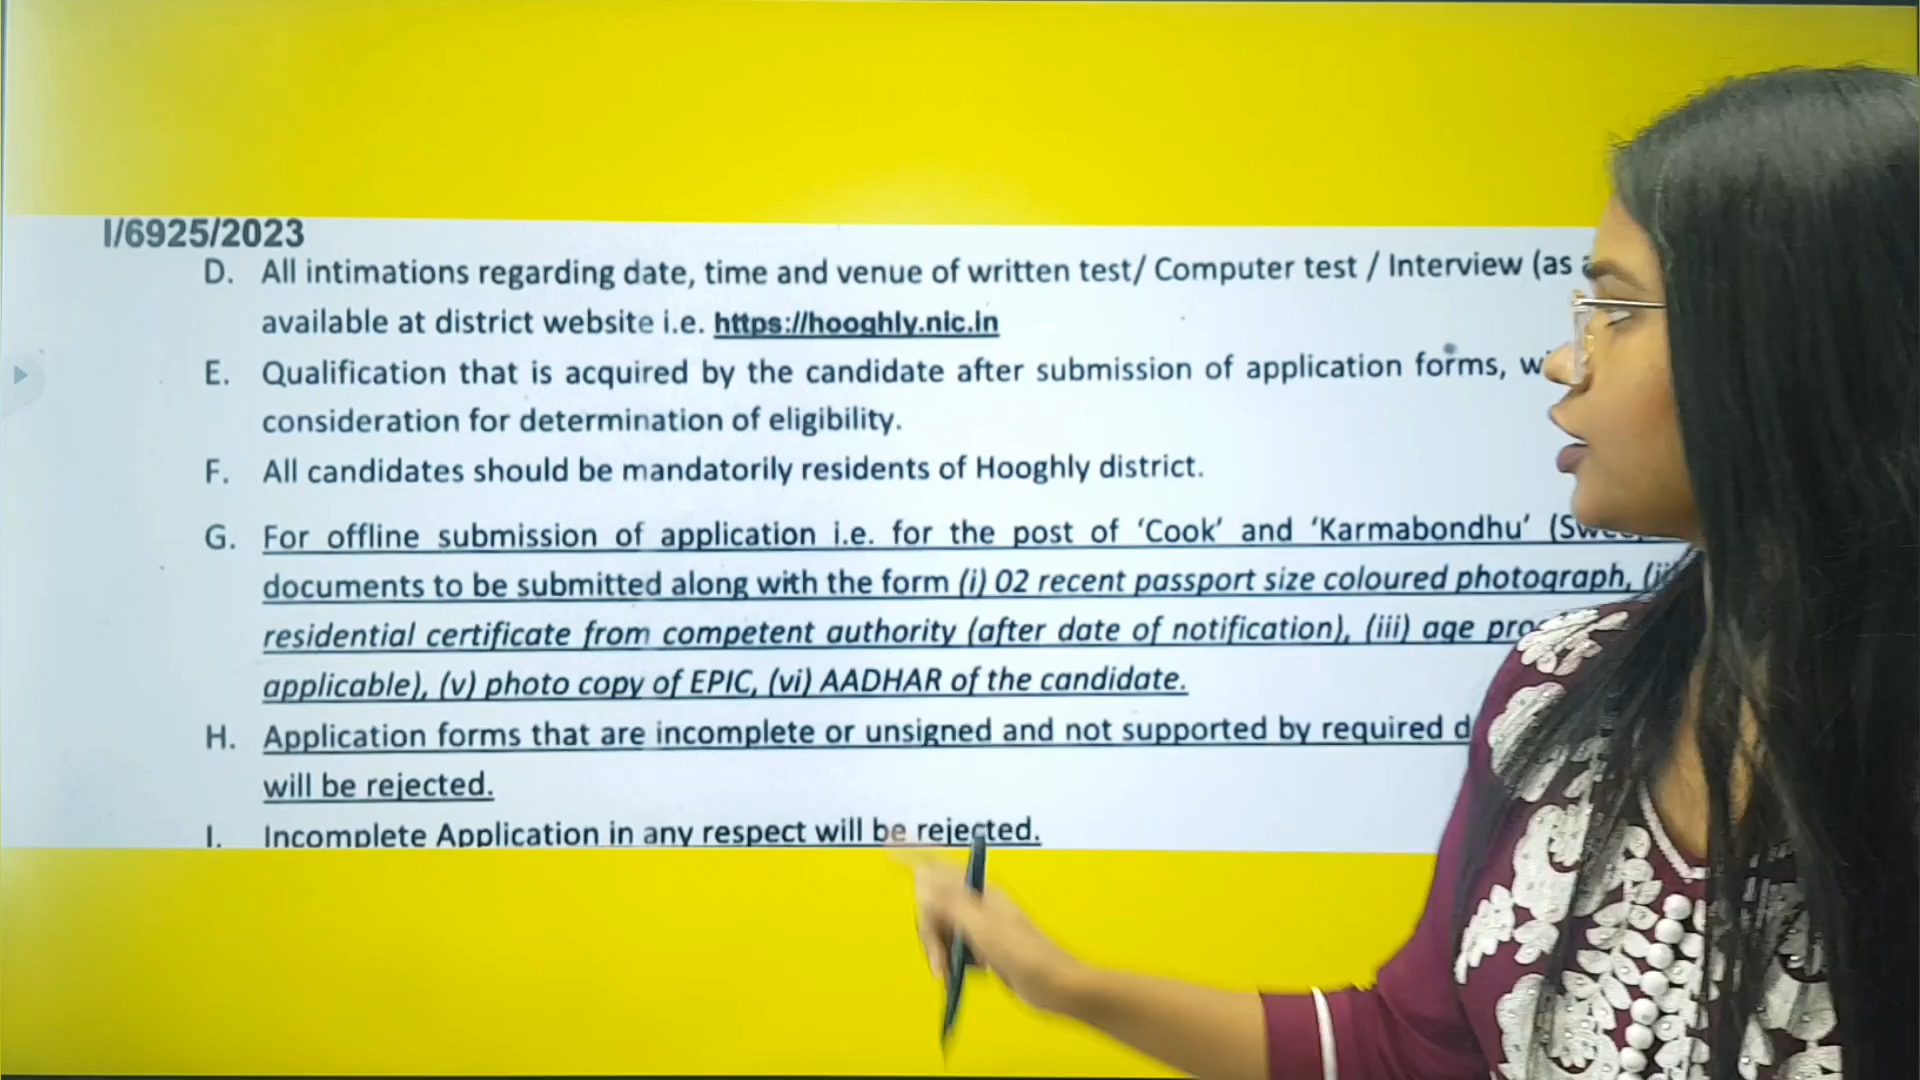 I/6925/2023
D. All intimations regarding date, time and venue of written test/ Computer test / Interview (as
available at district website i.e. https://hooghly.nic.in
E. Qualification that is acquired by the candidate after submission of application forms,
consideration for determination of eligibility.
F. All candidates should be mandatorily residents of Hooghly district.
G. For offline submission of application i.e. for the post of ‘Cook’ and ‘Karmabondhu’
documents to be submitted along with the form (i) 02 recent passport size coloured photograph,
residential certificate from competent authority (after date of notification), (iii) age
applicable), (v) photo copy of EPIC, (vi) AADHAR of the candidate.
H. Application forms that are incomplete or unsigned and not supported by required
will be rejected.
I. Incomplete Application in any respect will be rejected.